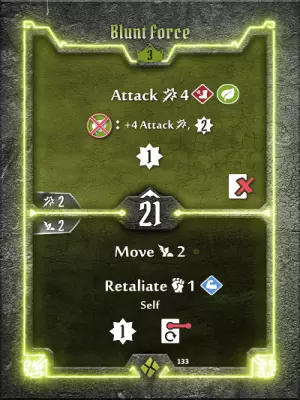 Blunt Force
3
Attack 4
: +4 Attack, 2
1
2
21
2
Move 2
Retaliate 1
Self
1
133